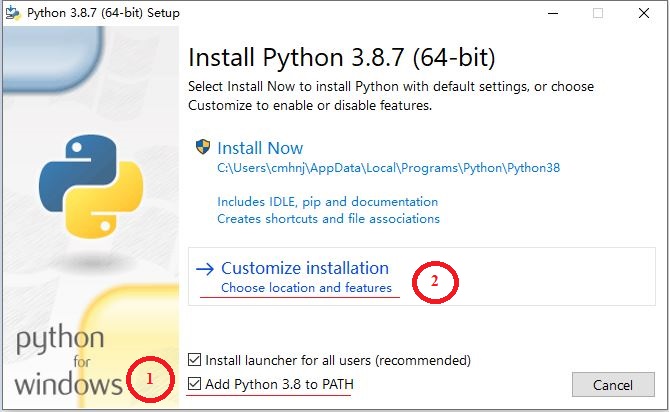 Python 3.8.7 (64-bit) Setup
Install Python 3.8.7 (64-bit)
Select Install Now to install Python with default settings, or choose
Customize to enable or disable features.
Install Now
C:\Users\cmhnj\AppData\Local\Programs\Python\Python38
Includes IDLE, pip and documentation
Creates shortcuts and file associations
Customize installation
Choose location and features
2
python
for
windows
1
Install launcher for all users (recommended)
Add Python 3.8 to PATH
Cancel